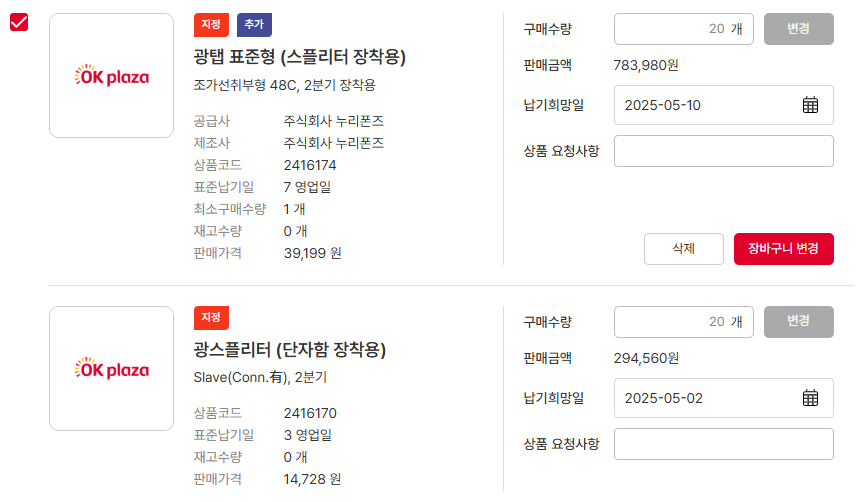 지정 추가
광탭 표준형 (스플리터 장착용)
조가선취부형 48C, 2분기 장착용
OK plaza
공급사 주식회사 누리폰즈
제조사 주식회사 누리폰즈
상품코드 2416174
표준납기일 7 영업일
최소구매수량 1 개
재고수량 0 개
판매가격 39,199 원
구매수량 20 개 변경
판매금액 783,980원
납기희망일 2025-05-10
상품 요청사항
삭제 장바구니 변경
지정
광스플리터 (단자함 장착용)
Slave(Conn.有), 2분기
OK plaza
상품코드 2416170
표준납기일 3 영업일
재고수량 0 개
판매가격 14,728 원
구매수량 20 개 변경
판매금액 294,560원
납기희망일 2025-05-02
상품 요청사항